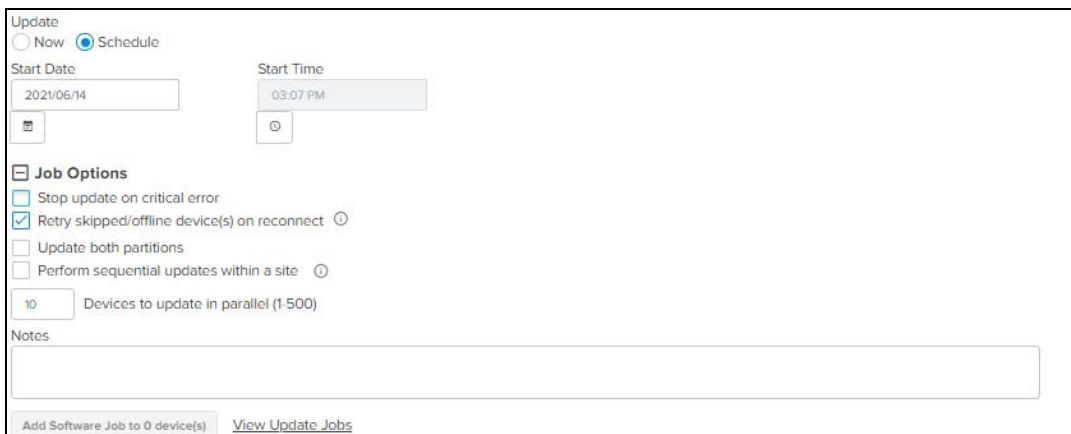 Update
Now Schedule
Start Date Start Time
2021/06/14 03:07 PM
Job Options
Stop update on critical error
Retry skipped/offline device(s) on reconnect
Update both partitions
Perform sequential updates within a site
10 Devices to update in parallel (1-500)
Notes
Add Software Job to 0 device(s) View Update Jobs